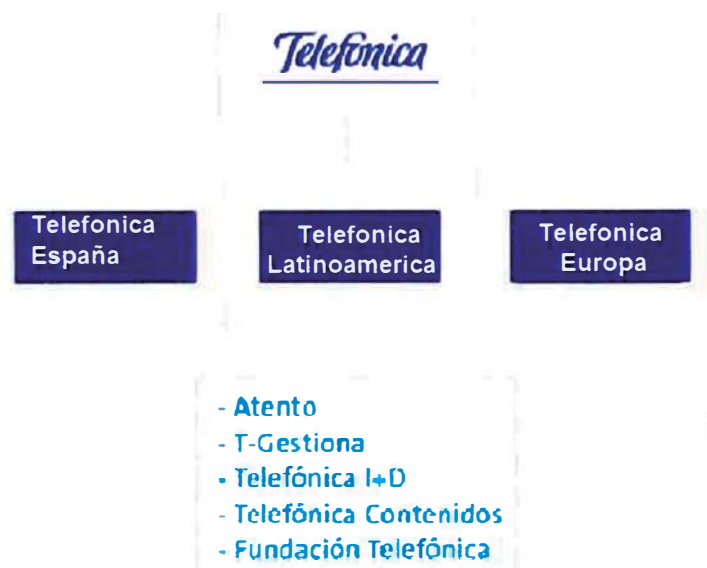 Telefónica
Telefonica
España
Telefonica
Latinoamerica
Telefonica
Europa
- Atento
- T-Gestiona
- Telefónica I+D
- Telefónica Contenidos
- Fundación Telefónica